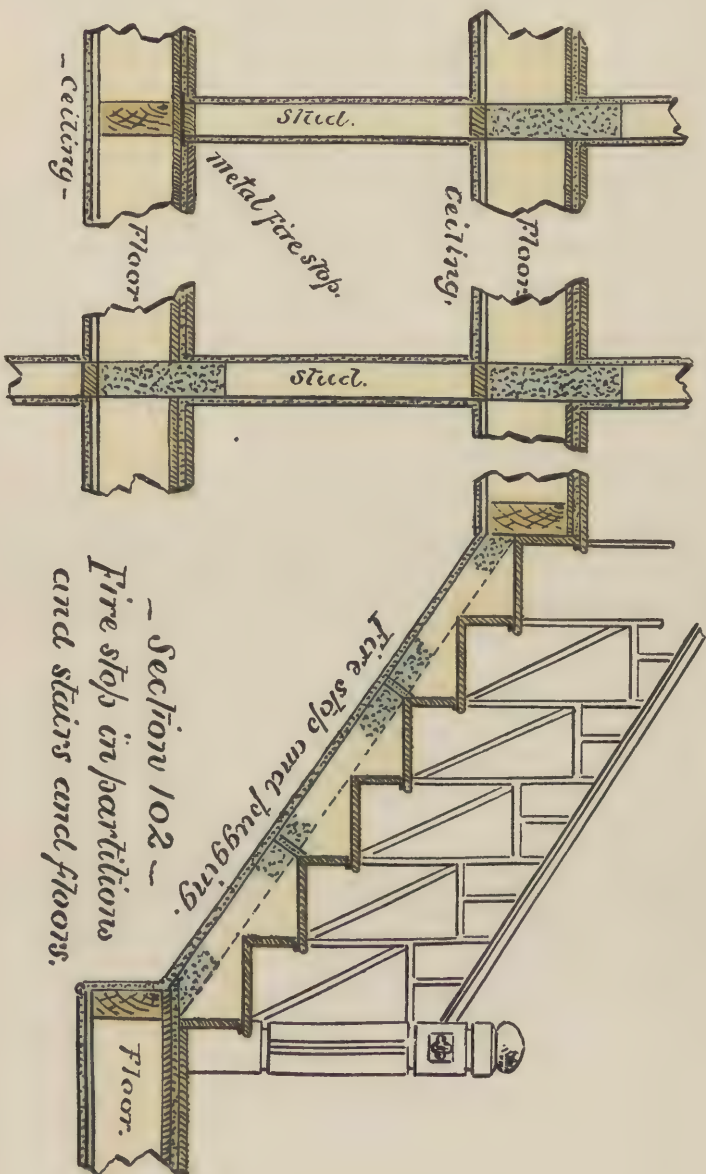 Stud.
Stud.
- Ceiling -
Floor
Metal Fire stop.
Ceiling.
Floor.
Fire stop and pugging.
Floor.
- Section 102 -
Fire stop in partitions
and stairs and floors.